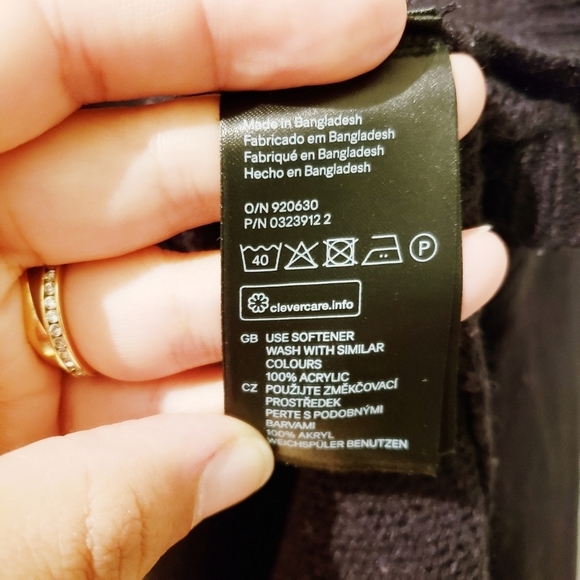 Made in Bangladesh
Fabricado em Bangladesh
Fabriqué en Bangladesh
Hecho en Bangladesh
O/N 920630
P/N 0323912 2
40 P
clevercare.info
GB USE SOFTENER
WASH WITH SIMILAR
COLOURS
100% ACRYLIC
CZ POUŽIJTE ZMĚKČOVACÍ
PROSTŘEDEK
PERTE S PODOBNÝMI
BARVAMI
100% AKRYL
WEICHSPÜLER BENUTZEN